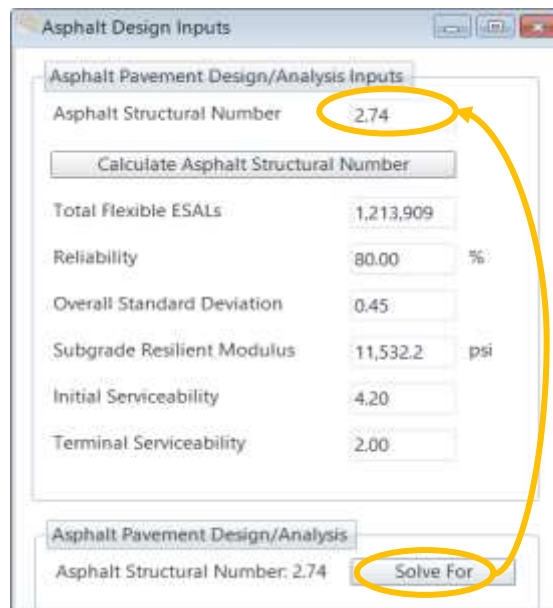 Asphalt Design Inputs
Asphalt Pavement Design/Analysis Inputs
Asphalt Structural Number 2.74
Calculate Asphalt Structural Number
Total Flexible ESALs 1,213,909
Reliability 80.00 %
Overall Standard Deviation 0.45
Subgrade Resilient Modulus 11,532.2 psi
Initial Serviceability 4.20
Terminal Serviceability 2.00
Asphalt Pavement Design/Analysis
Asphalt Structural Number: 2.74 Solve For